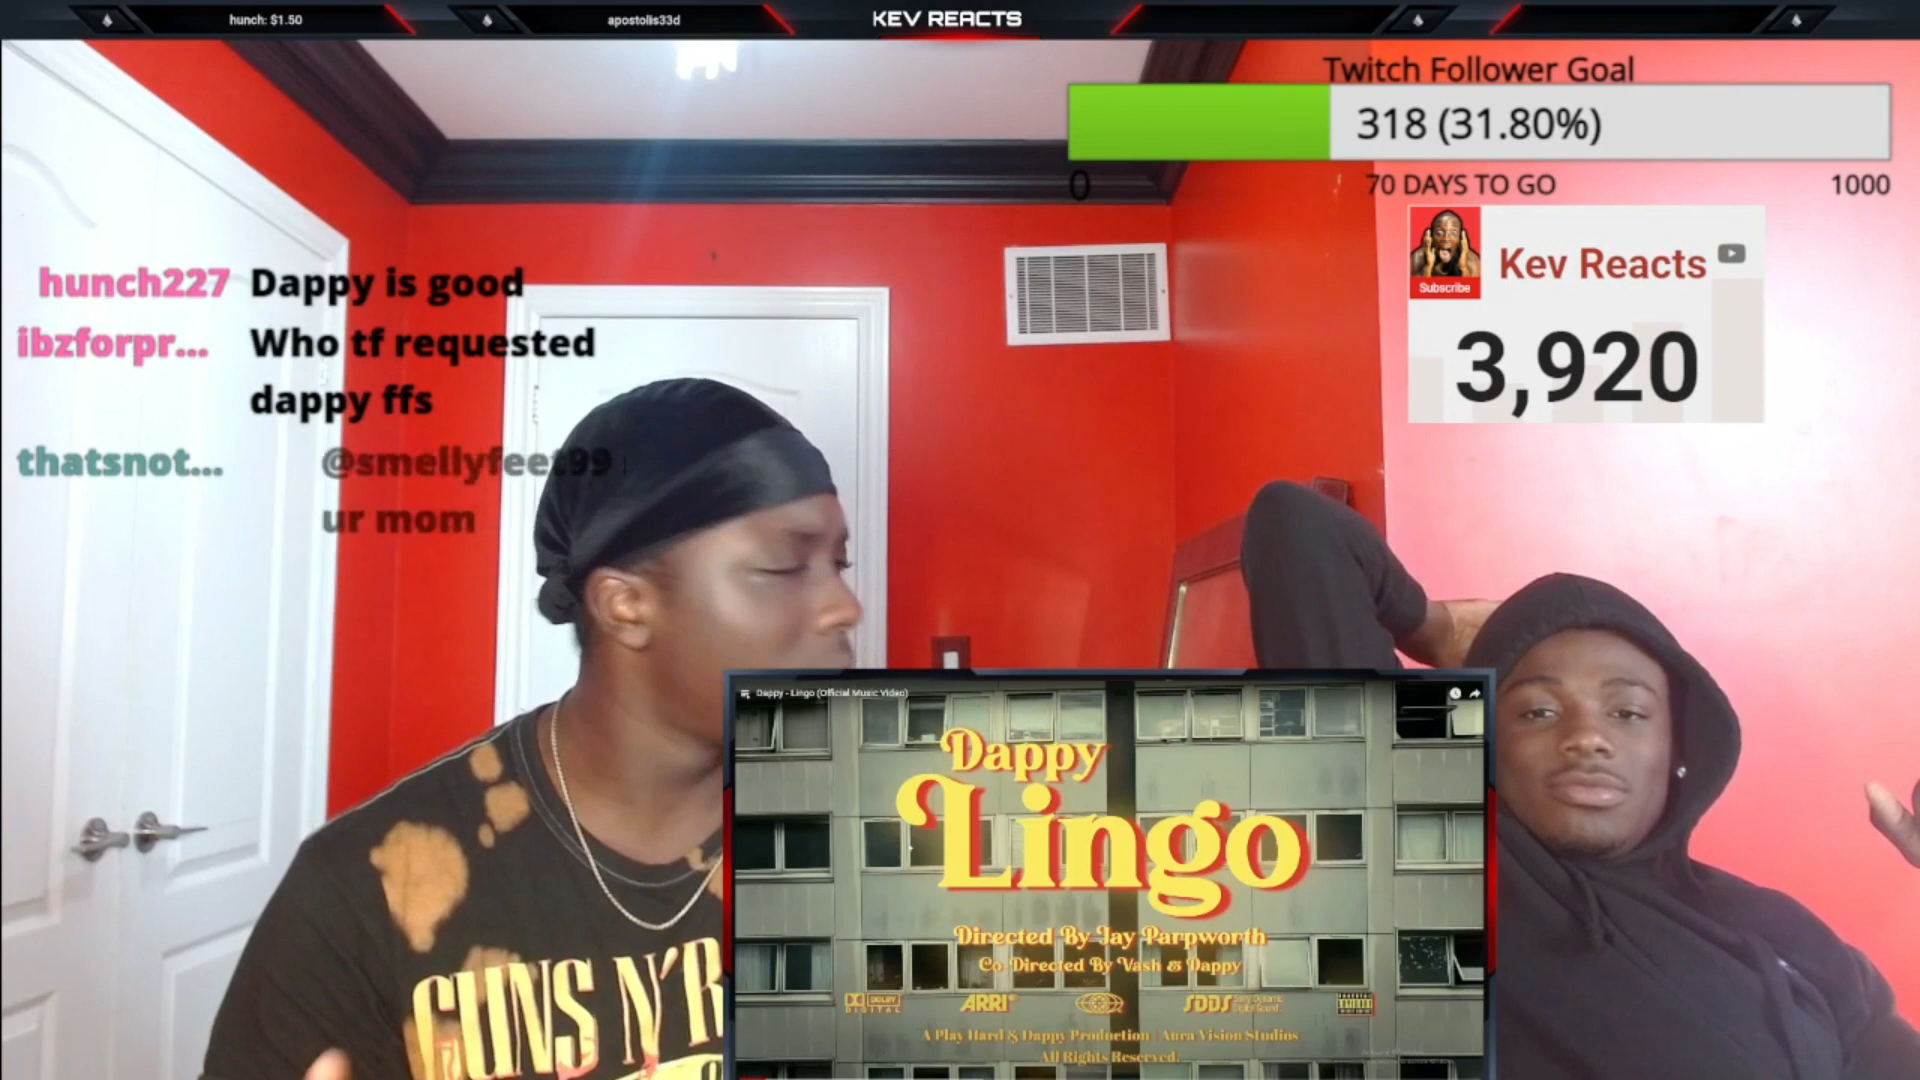 hunch: $1.50
apostolis33d
KEV REACTS
Twitch Follower Goal
318 (31.80%)
0
70 DAYS TO GO
1000
Kev Reacts
Subscribe
3,920
hunch227 Dappy is good
ibzforpr... Who tf requested
dappy ffs
thatsnot... @smellyfeet99
ur mom
Dappy - Lingo (Official Music Video)
Dappy
Lingo
Directed By Jay Parpworth
Co-Directed By Vash & Dappy
DOLBY
DIGITAL
ARRI
SDDS
A Play Hard & Dappy Production | Aura Vision Studios
All Rights Reserved.
GUNS N' R